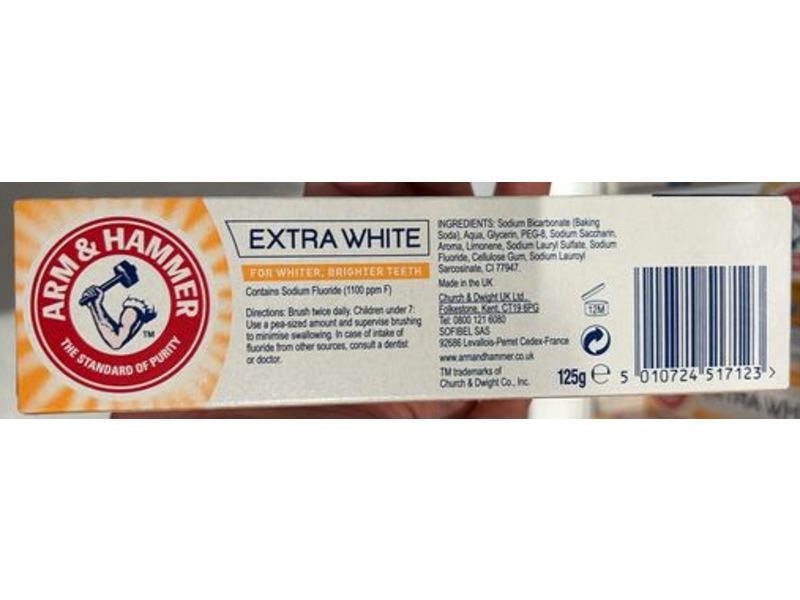 ARM & HAMMER
THE STANDARD OF PURITY
TM
EXTRA WHITE
FOR WHITER, BRIGHTER TEETH
Contains Sodium Fluoride (1100 ppm F)
Directions: Brush twice daily. Children under 7:
Use a pea-sized amount and supervise brushing
to minimise swallowing. In case of intake of
fluoride from other sources, consult a dentist
or doctor.
INGREDIENTS: Sodium Bicarbonate (Baking
Soda), Aqua, Glycerin, PEG-8, Sodium Saccharin,
Aroma, Limonene, Sodium Lauryl Sulfate, Sodium
Fluoride, Cellulose Gum, Sodium Lauroyl
Sarcosinate, CI 77947.
Made in the UK
Church & Dwight UK Ltd
Folkestone, Kent, CT19 6PG
Tel: 0800 121 6080
SOFIBEL SAS
92686 Levallois-Perret Cedex-France
www.armandhammer.co.uk
TM trademarks of
Church & Dwight Co., Inc.
12M
125g e
5 010724 517123 >